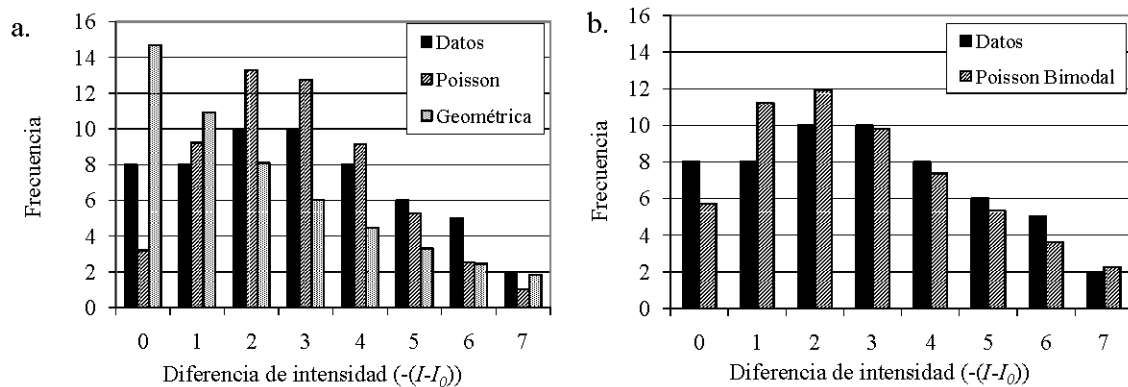 a.
16
14
12
10
8
6
4
2
0
Frecuencia
Datos
Poisson
Geométrica
0 1 2 3 4 5 6 7
Diferencia de intensidad (-(I-I₀))
b.
16
14
12
10
8
6
4
2
0
Frecuencia
Datos
Poisson Bimodal
0 1 2 3 4 5 6 7
Diferencia de intensidad (-(I-I₀))